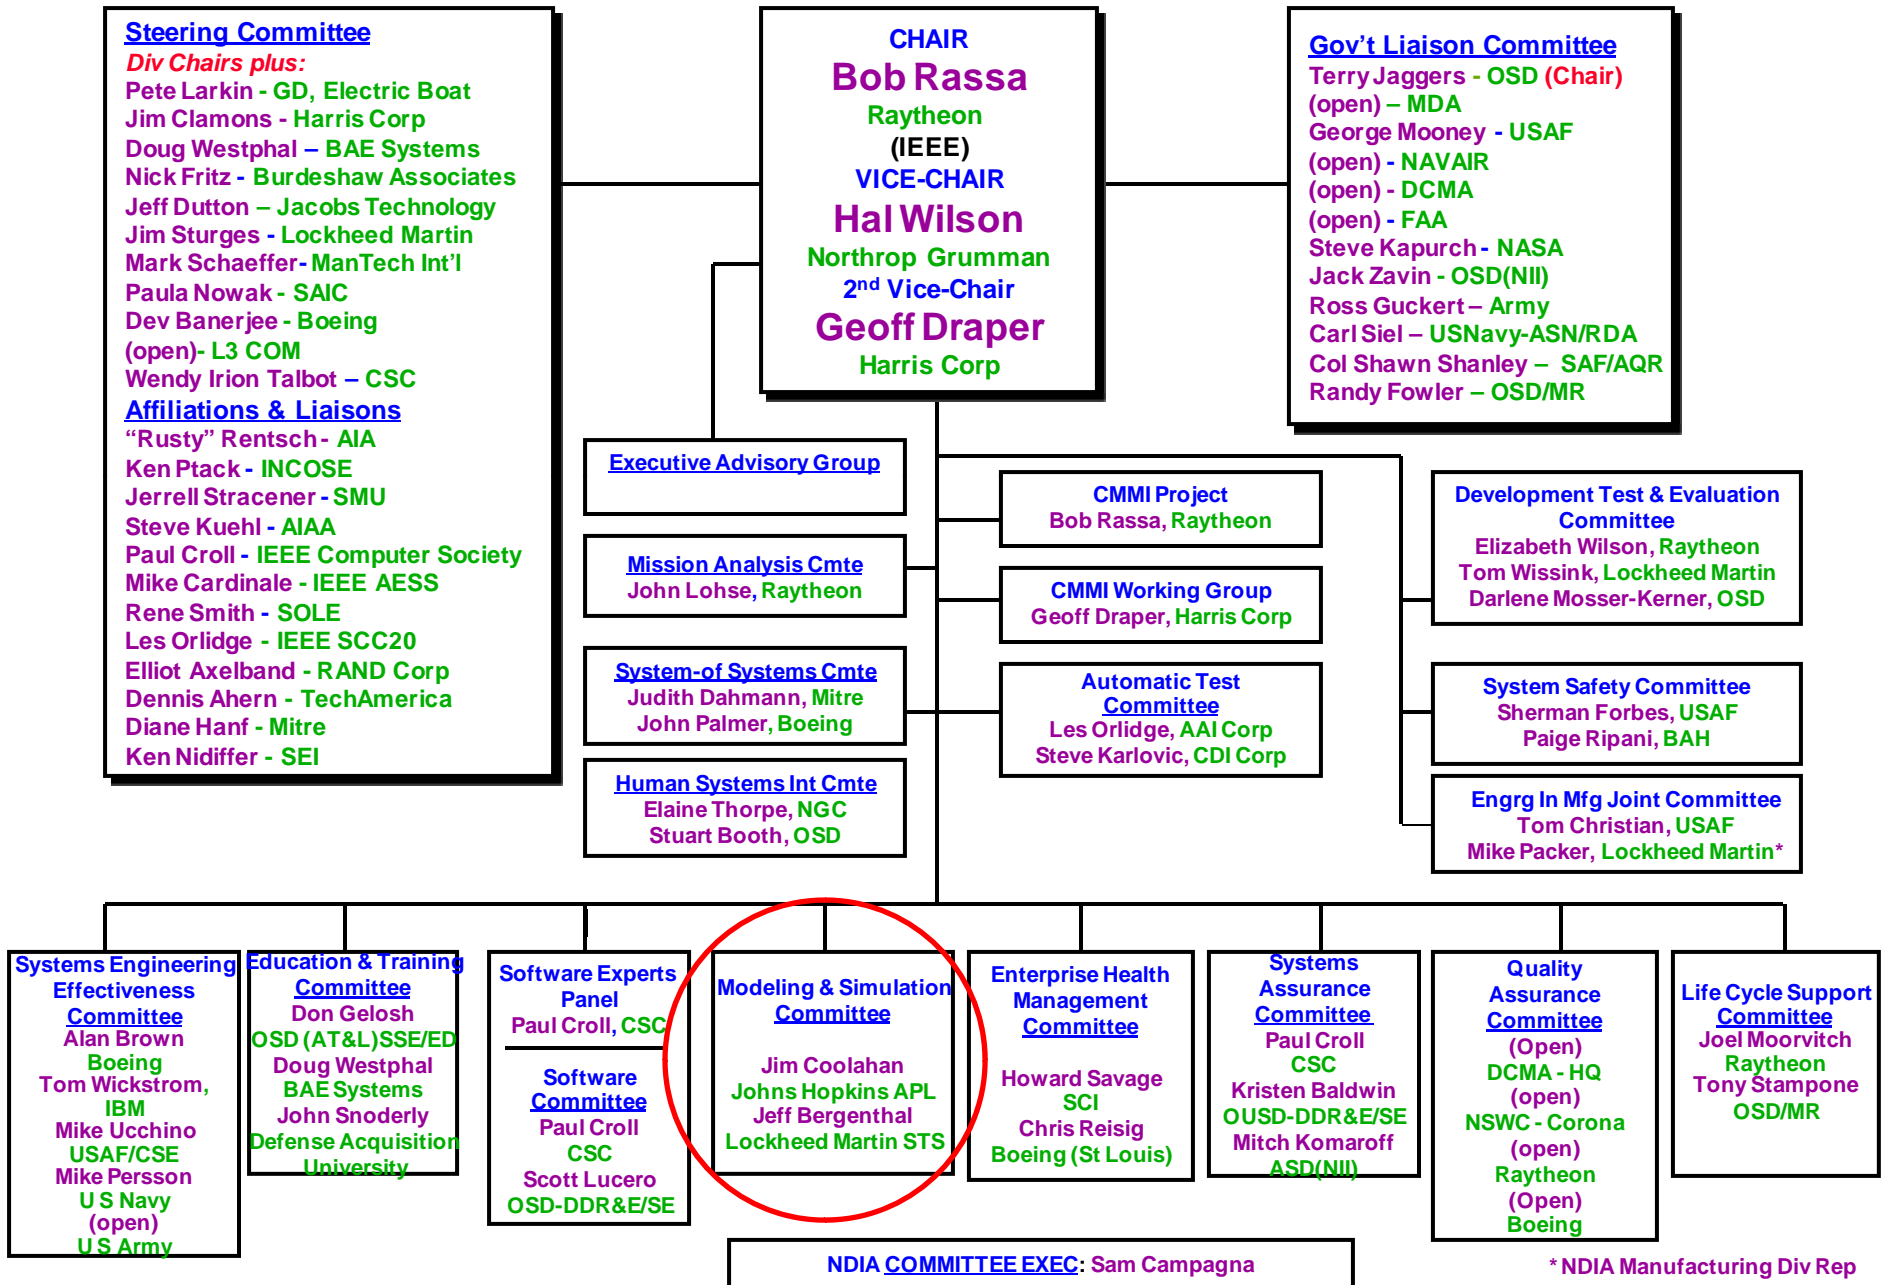 Steering Committee
Div Chairs plus:
Pete Larkin - GD, Electric Boat
Jim Clamons - Harris Corp
Doug Westphal – BAE Systems
Nick Fritz - Burdeshaw Associates
Jeff Dutton – Jacobs Technology
Jim Sturges - Lockheed Martin
Mark Schaeffer- ManTech Int'l
Paula Nowak - SAIC
Dev Banerjee - Boeing
(open)- L3 COM
Wendy Irion Talbot – CSC
Affiliations & Liaisons
“Rusty” Rentsch - AIA
Ken Ptack - INCOSE
Jerrell Stracener - SMU
Steve Kuehl - AIAA
Paul Croll - IEEE Computer Society
Mike Cardinale - IEEE AESS
Rene Smith - SOLE
Les Orlidge - IEEE SCC20
Elliot Axelband - RAND Corp
Dennis Ahern - TechAmerica
Diane Hanf - Mitre
Ken Nidiffer - SEI
CHAIR
Bob Rassa
Raytheon
(IEEE)
VICE-CHAIR
Hal Wilson
Northrop Grumman
2nd Vice-Chair
Geoff Draper
Harris Corp
Gov't Liaison Committee
Terry Jaggers - OSD (Chair)
(open) – MDA
George Mooney - USAF
(open) - NAVAIR
(open) - DCMA
(open) - FAA
Steve Kapurch - NASA
Jack Zavin - OSD(NII)
Ross Guckert – Army
Carl Siel – USNavy-ASN/RDA
Col Shawn Shanley – SAF/AQR
Randy Fowler – OSD/MR
Executive Advisory Group
Mission Analysis Cmte
John Lohse, Raytheon
System-of Systems Cmte
Judith Dahmann, Mitre
John Palmer, Boeing
Human Systems Int Cmte
Elaine Thorpe, NGC
Stuart Booth, OSD
CMMI Project
Bob Rassa, Raytheon
CMMI Working Group
Geoff Draper, Harris Corp
Automatic Test
Committee
Les Orlidge, AAI Corp
Steve Karlovic, CDI Corp
Development Test & Evaluation
Committee
Elizabeth Wilson, Raytheon
Tom Wissink, Lockheed Martin
Darlene Mosser-Kerner, OSD
System Safety Committee
Sherman Forbes, USAF
Paige Ripani, BAH
Engrg In Mfg Joint Committee
Tom Christian, USAF
Mike Packer, Lockheed Martin*
Systems Engineering
Effectiveness
Committee
Alan Brown
Boeing
Tom Wickstrom,
IBM
Mike Ucchino
USAF/CSE
Mike Persson
U S Navy
(open)
U S Army
Education & Training
Committee
Don Gelosh
OSD (AT&L)SSE/ED
Doug Westphal
BAE Systems
John Snoderly
Defense Acquisition
University
Software Experts
Panel
Paul Croll, CSC
Software
Committee
Paul Croll
CSC
Scott Lucero
OSD-DDR&E/SE
Modeling & Simulation
Committee
Jim Coolahan
Johns Hopkins APL
Jeff Bergenthal
Lockheed Martin STS
Enterprise Health
Management
Committee
Howard Savage
SCI
Chris Reisig
Boeing (St Louis)
Systems
Assurance
Committee
Paul Croll
CSC
Kristen Baldwin
OUSD-DDR&E/SE
Mitch Komaroff
ASD(NII)
Quality
Assurance
Committee
(Open)
DCMA - HQ
(open)
NSWC - Corona
(open)
Raytheon
(Open)
Boeing
Life Cycle Support
Committee
Joel Moorvitch
Raytheon
Tony Stampone
OSD/MR
NDIA COMMITTEE EXEC: Sam Campagna
* NDIA Manufacturing Div Rep